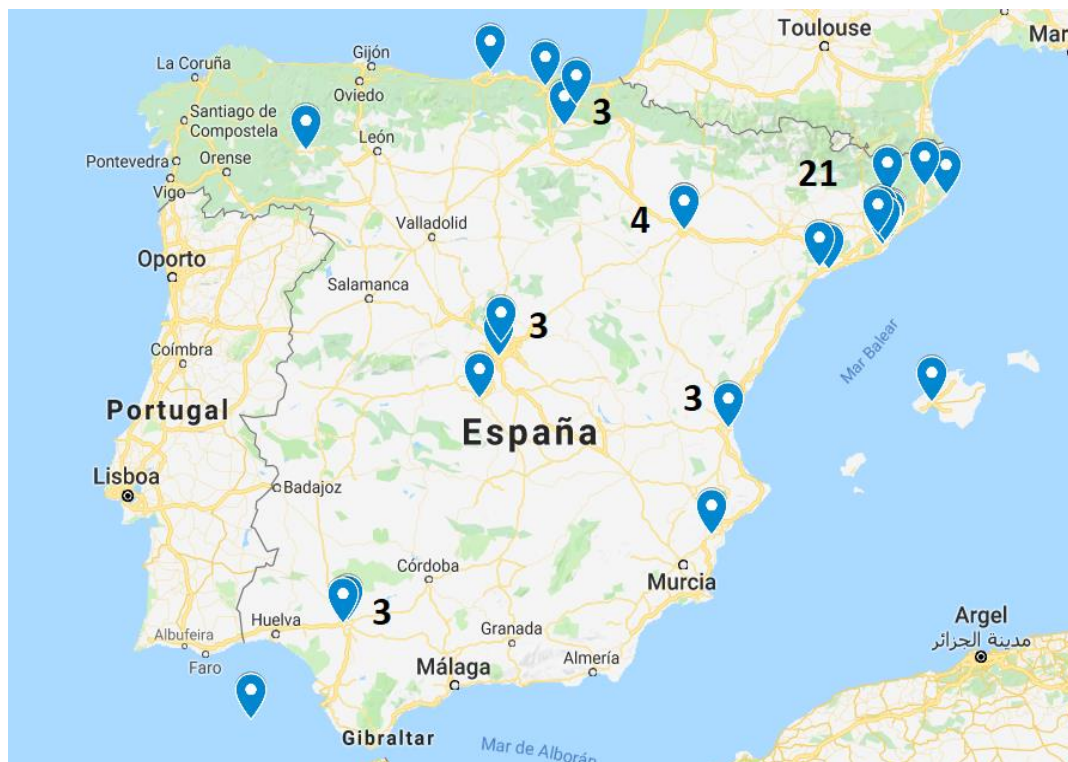 Toulouse
Mar
La Coruña
Gijón
Oviedo
Santiago de
Compostela
León
3
Pontevedra
Orense
Vigo
21
Valladolid
4
Oporto
Salamanca
3
Mar Balear
Coímbra
Portugal
España
3
Lisboa
Badajoz
Córdoba
Murcia
Huelva
3
Albufeira
Faro
Granada
Málaga
Almería
Argel
مدينة الجزائر
Gibraltar
Mar de Alborán